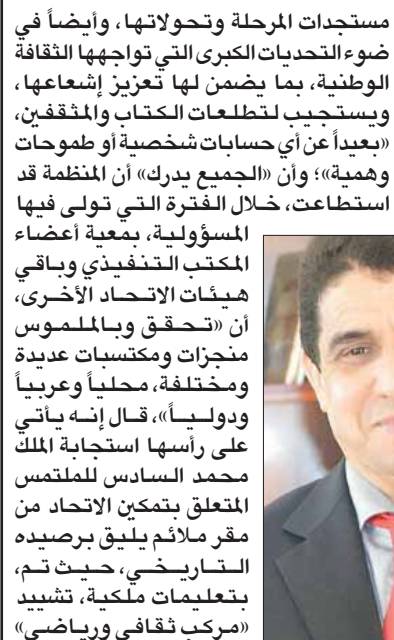 مستجدات المرحلة وتحولاتها، وأيضاً في
ضوء التحديات الكبرى التي تواجهها الثقافة
الوطنية، بما يضمن لها تعزيز إشعاعها،
ويستجيب لتطلعات الكتاب والمثقفين،
«بعيداً عن أي حسابات شخصية أو طموحات
وهمية»؛ وأن «الجميع يدرك» أن المنظمة قد
استطاعت، خلال الفترة التي تولى فيها
المسؤولية، بمعية أعضاء
المكتب التنفيذي وباقي
هيئات الاتحاد الأخرى،
أن «تحقق وبالملموس
منجزات ومكتسبات عديدة
ومختلفة، محلياً وعربياً
ودولياً»، قال إنه يأتي
على رأسها استجابة الملك
محمد السادس للملتمس
المتعلق بتمكين الاتحاد من
مقر ملائم يليق برصيده
التاريخي، حيث تم،
بتعليمات ملكية، تشييد
«مركب ثقافي ورياضي»